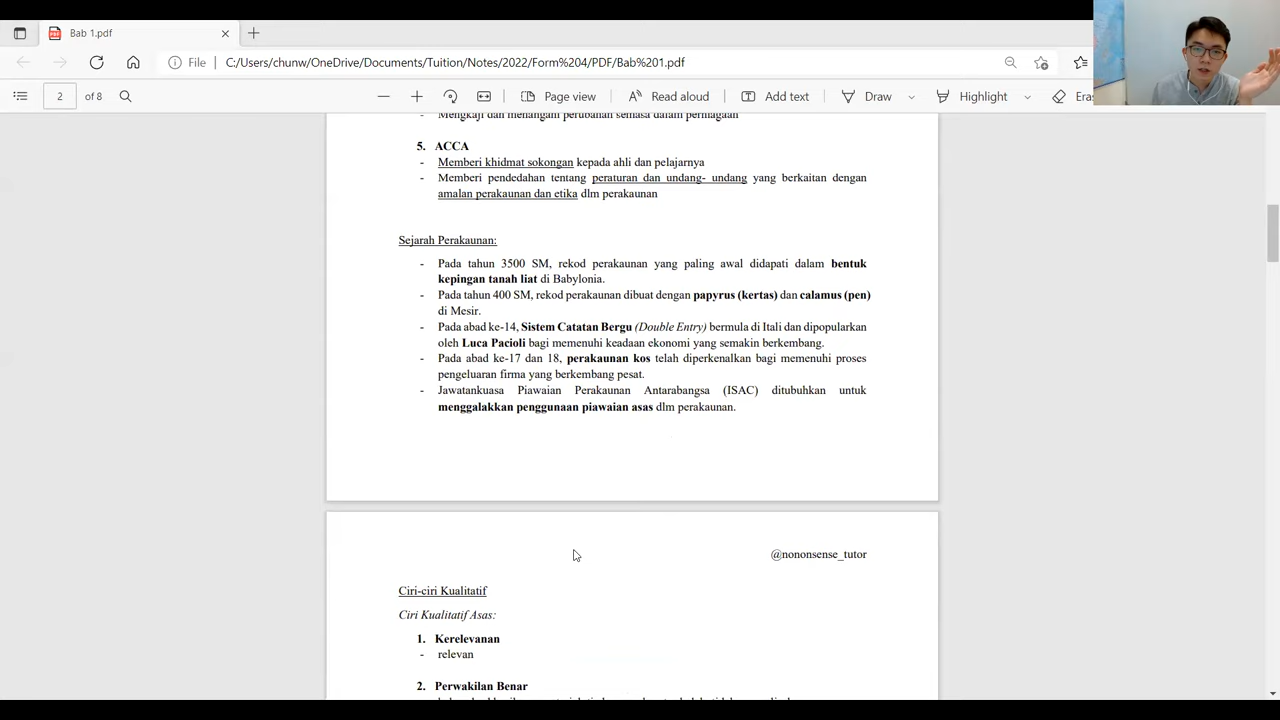 Bab 1.pdf
File
C:/Users/chunw/OneDrive/Documents/Tuition/Notes/2022/Form%204/PDF/Bab%201.pdf
2 of 8
Page view
Read aloud
Add text
Draw
Highlight
Mengkaji dan menangani perubahan semasa dalam perniagaan
5. ACCA
- Memberi khidmat sokongan kepada ahli dan pelajarnya
- Memberi pendedahan tentang peraturan dan undang- undang yang berkaitan dengan
amalan perakaunan dan etika dlm perakaunan
Sejarah Perakaunan:
- Pada tahun 3500 SM, rekod perakaunan yang paling awal didapati dalam bentuk
kepingan tanah liat di Babylonia.
- Pada tahun 400 SM, rekod perakaunan dibuat dengan papyrus (kertas) dan calamus (pen)
di Mesir.
- Pada abad ke-14, Sistem Catatan Bergu (Double Entry) bermula di Itali dan dipopularkan
oleh Luca Pacioli bagi memenuhi keadaan ekonomi yang semakin berkembang.
- Pada abad ke-17 dan 18, perakaunan kos telah diperkenalkan bagi memenuhi proses
pengeluaran firma yang berkembang pesat.
- Jawatankuasa Piawaian Perakaunan Antarabangsa (ISAC) ditubuhkan untuk
menggalakkan penggunaan piawaian asas dlm perakaunan.
@nononsense_tutor
Ciri-ciri Kualitatif
Ciri Kualitatif Asas:
1. Kerelevanan
- relevan
2. Perwakilan Benar